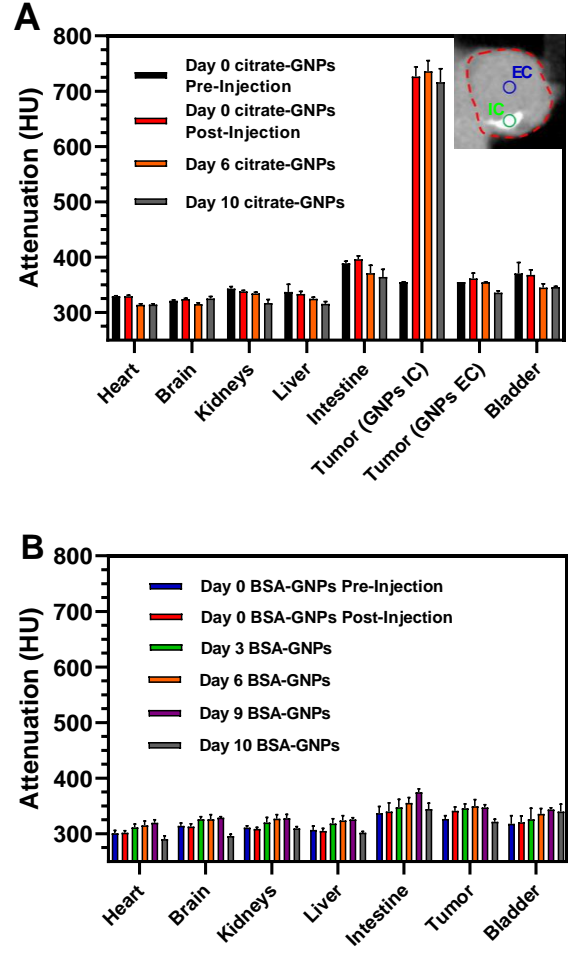 A
Attenuation (HU)
800
700
600
500
400
300
Day 0 citrate-GNPs
Pre-Injection
Day 0 citrate-GNPs
Post-Injection
Day 6 citrate-GNPs
Day 10 citrate-GNPs
EC
IC
Heart
Brain
Kidneys
Liver
Intestine
Tumor (GNPs IC)
Tumor (GNPs EC)
Bladder
B
Attenuation (HU)
800
700
600
500
400
300
Day 0 BSA-GNPs Pre-Injection
Day 0 BSA-GNPs Post-Injection
Day 3 BSA-GNPs
Day 6 BSA-GNPs
Day 9 BSA-GNPs
Day 10 BSA-GNPs
Heart
Brain
Kidneys
Liver
Intestine
Tumor
Bladder